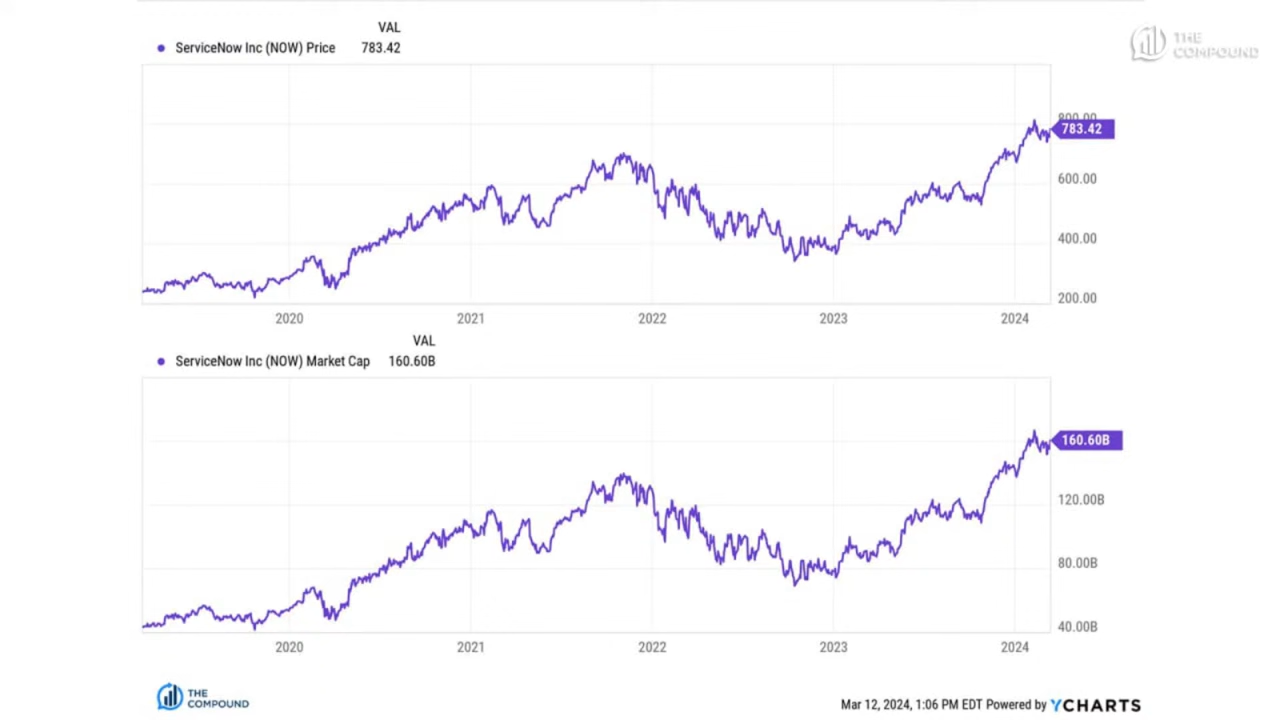 VAL
ServiceNow Inc (NOW) Price 783.42
THE
COMPOUND
800.00
783.42
600.00
400.00
200.00
2020 2021 2022 2023 2024
VAL
ServiceNow Inc (NOW) Market Cap 160.60B
160.60B
120.00B
80.00B
40.00B
2020 2021 2022 2023 2024
THE
COMPOUND
Mar 12, 2024, 1:06 PM EDT Powered by YCHARTS